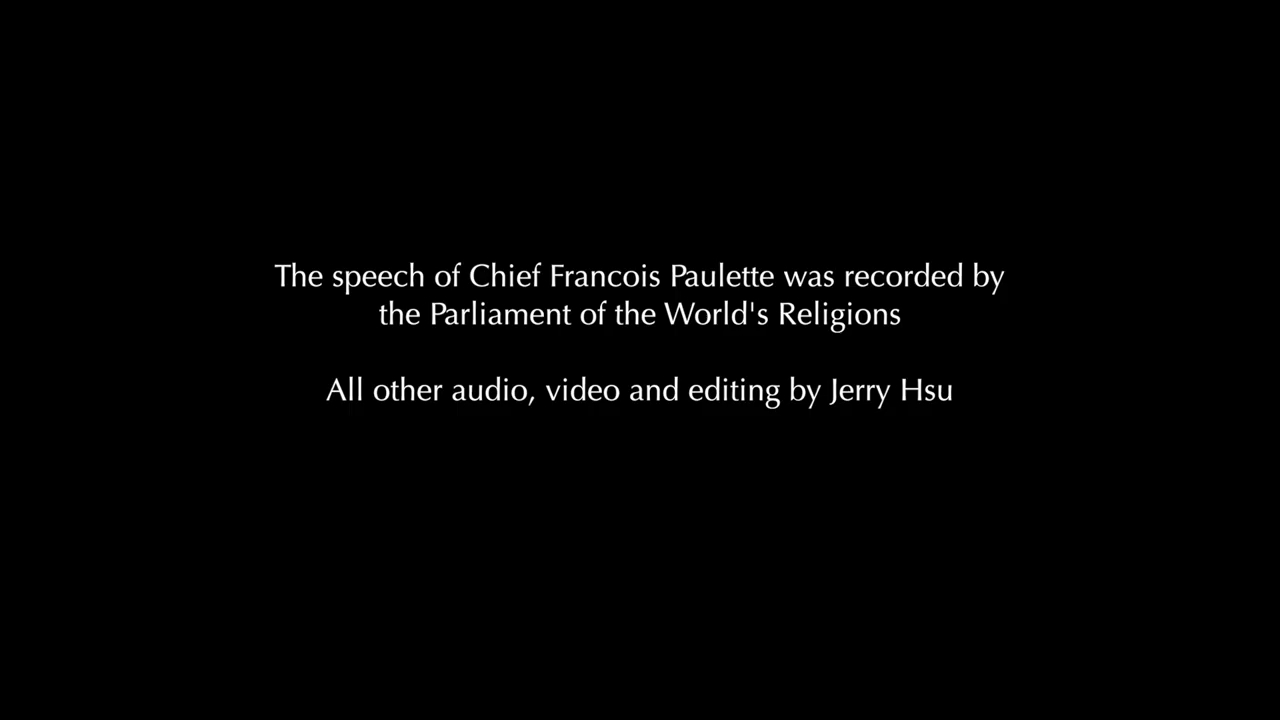 The speech of Chief Francois Paulette was recorded by
the Parliament of the World's Religions
All other audio, video and editing by Jerry Hsu